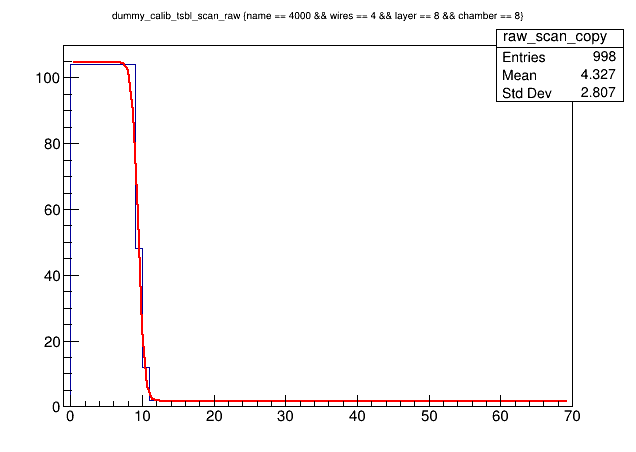 dummy_calib_tsbl_scan_raw {name == 4000 && wires == 4 && layer == 8 && chamber == 8}
raw_scan_copy
Entries 998
Mean 4.327
Std Dev 2.807
100
80
60
40
20
0
0 10 20 30 40 50 60 70